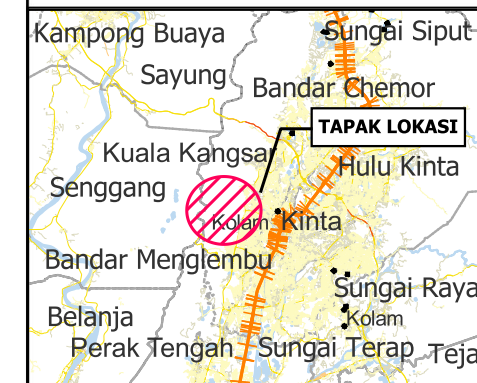 Kampong Buaya
Sungai Siput
Sayung
Bandar Chemor
TAPAK LOKASI
Kuala Kangsar
Hulu Kinta
Senggang
Kolam
Kinta
Bandar Menglembu
Sungai Raya
Belanja
Kolam
Perak Tengah
Sungai Terap
Teja